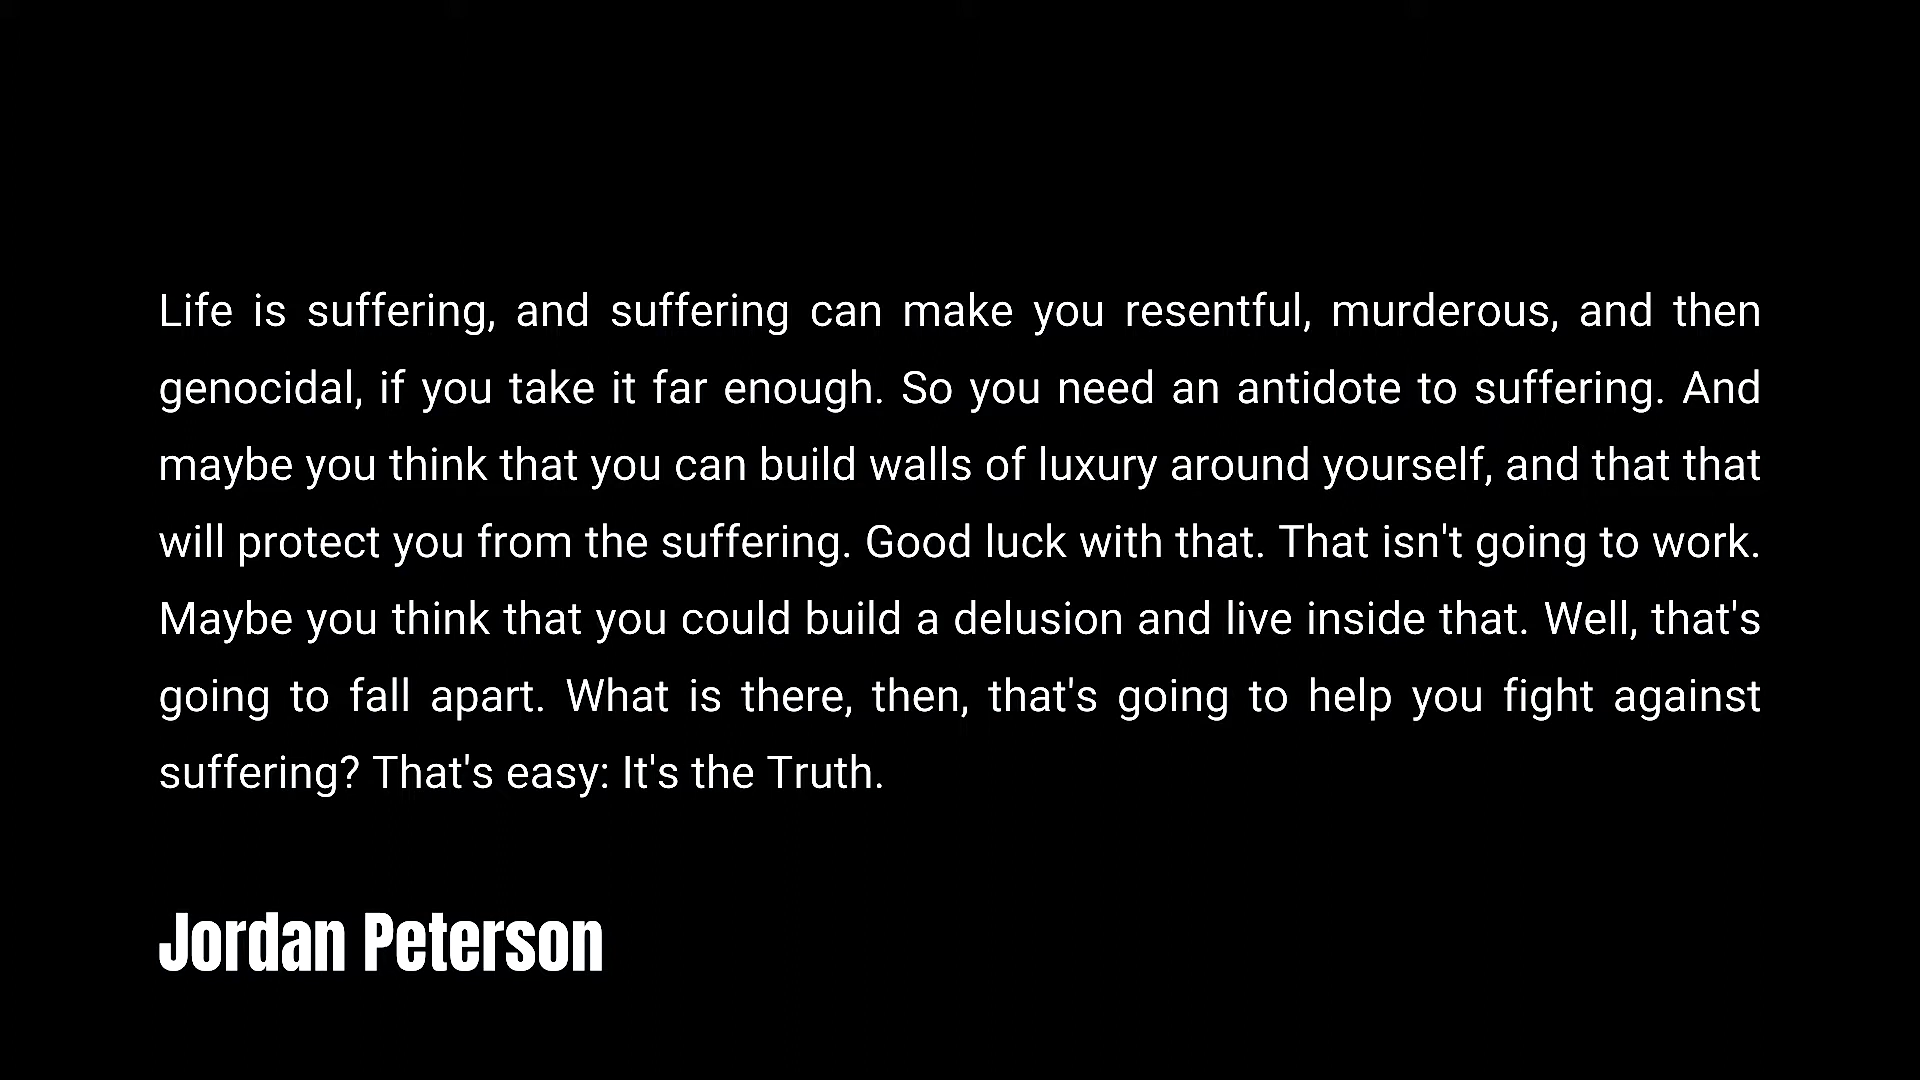 Life is suffering, and suffering can make you resentful, murderous, and then
genocidal, if you take it far enough. So you need an antidote to suffering. And
maybe you think that you can build walls of luxury around yourself, and that that
will protect you from the suffering. Good luck with that. That isn't going to work.
Maybe you think that you could build a delusion and live inside that. Well, that's
going to fall apart. What is there, then, that's going to help you fight against
suffering? That's easy: It's the Truth.
Jordan Peterson